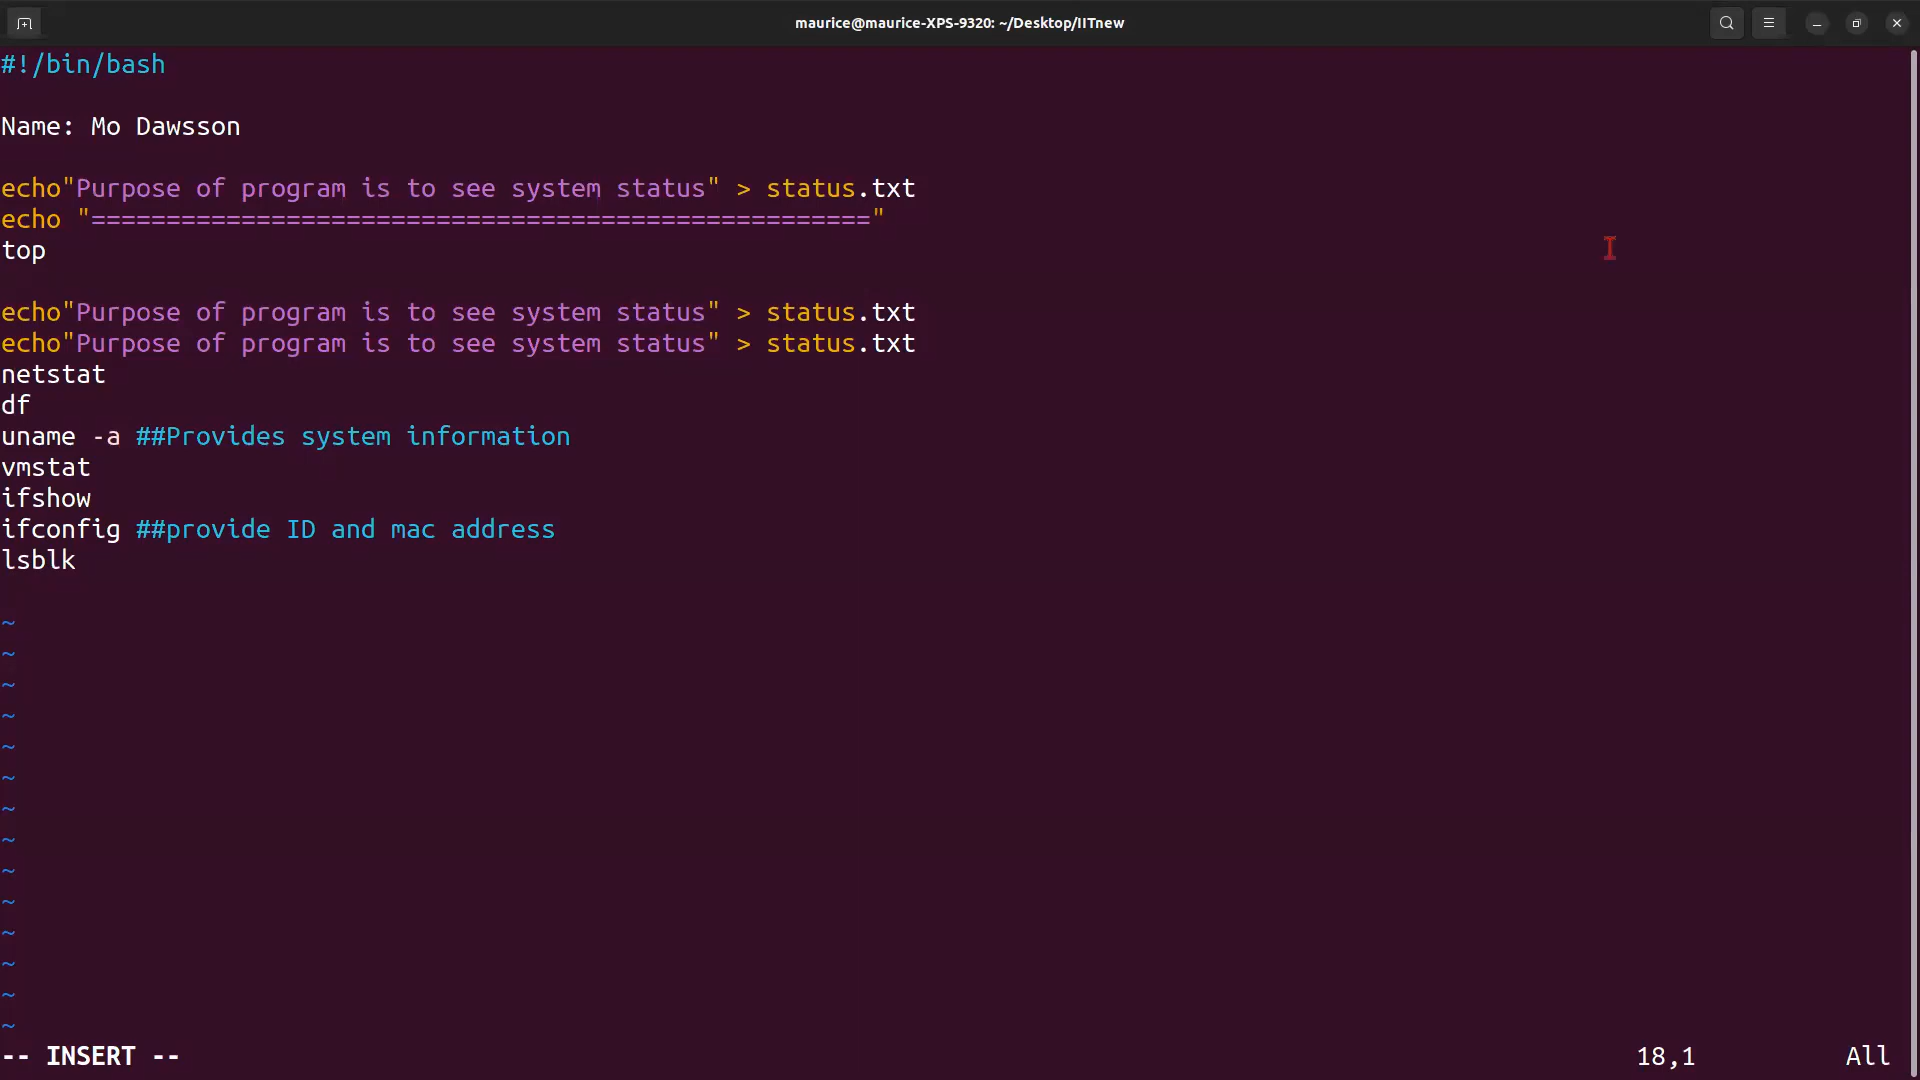 maurice@maurice-XPS-9320: ~/Desktop/IITnew
#!/bin/bash
Name: Mo Dawsson
echo"Purpose of program is to see system status" > status.txt
echo "===================================================="
top
echo"Purpose of program is to see system status" > status.txt
echo"Purpose of program is to see system status" > status.txt
netstat
df
uname -a ##Provides system information
vmstat
ifshow
ifconfig ##provide ID and mac address
lsblk
~
~
~
~
~
~
~
~
~
~
~
~
~
~
-- INSERT -- 18,1 All